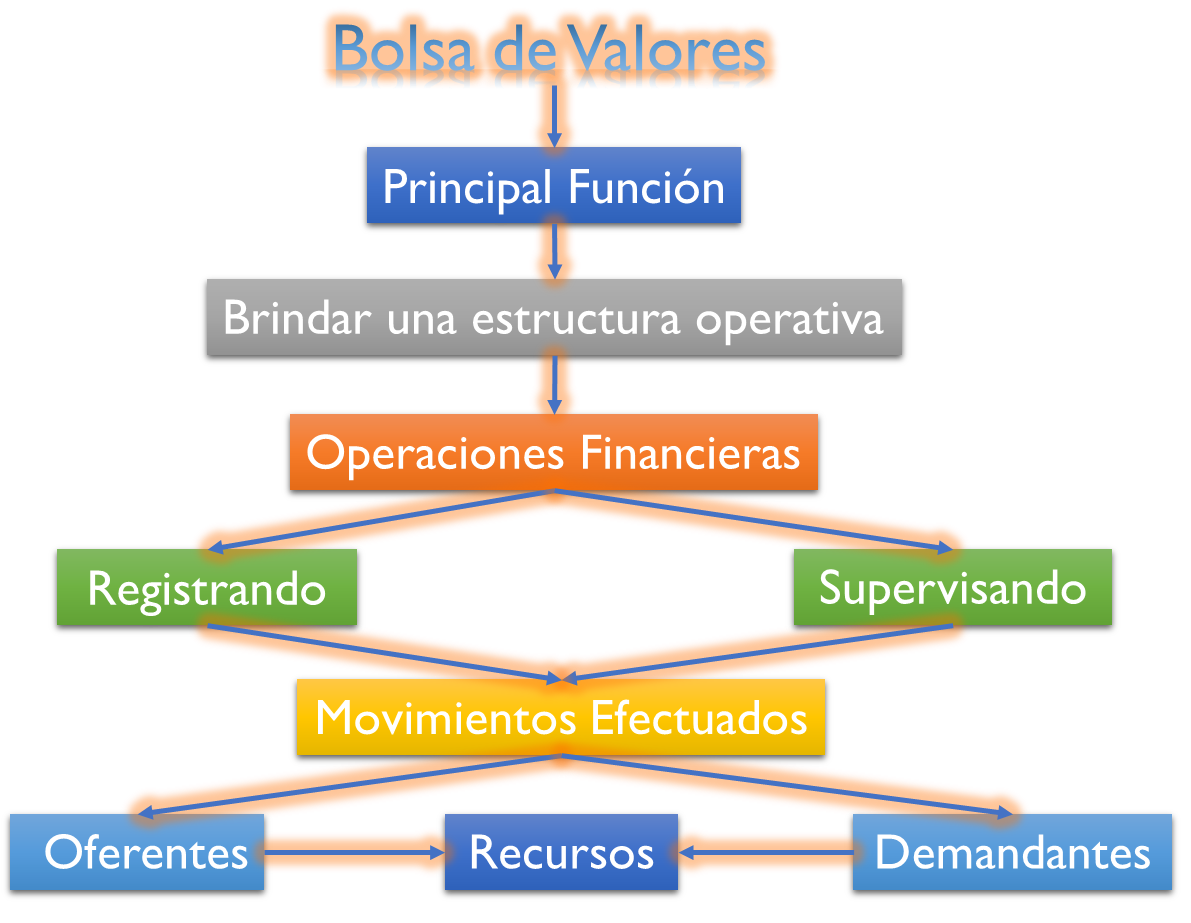 Bolsa de Valores
Principal Función
Brindar una estructura operativa
Operaciones Financieras
Registrando
Supervisando
Movimientos Efectuados
Oferentes
Recursos
Demandantes